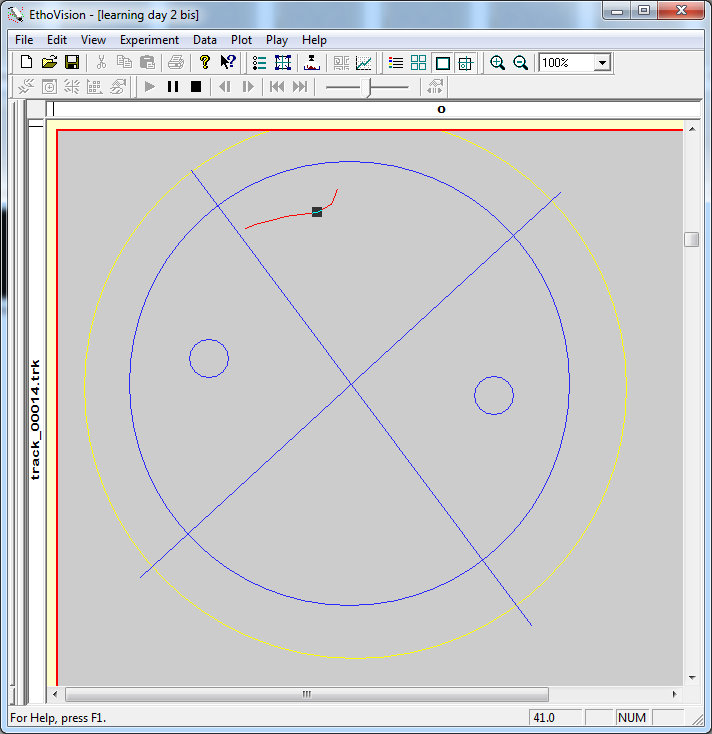 EthoVision - [learning day 2 bis]
File Edit View Experiment Data Plot Play Help
100%
0
track_00014.trk
For Help, press F1.
41.0
NUM